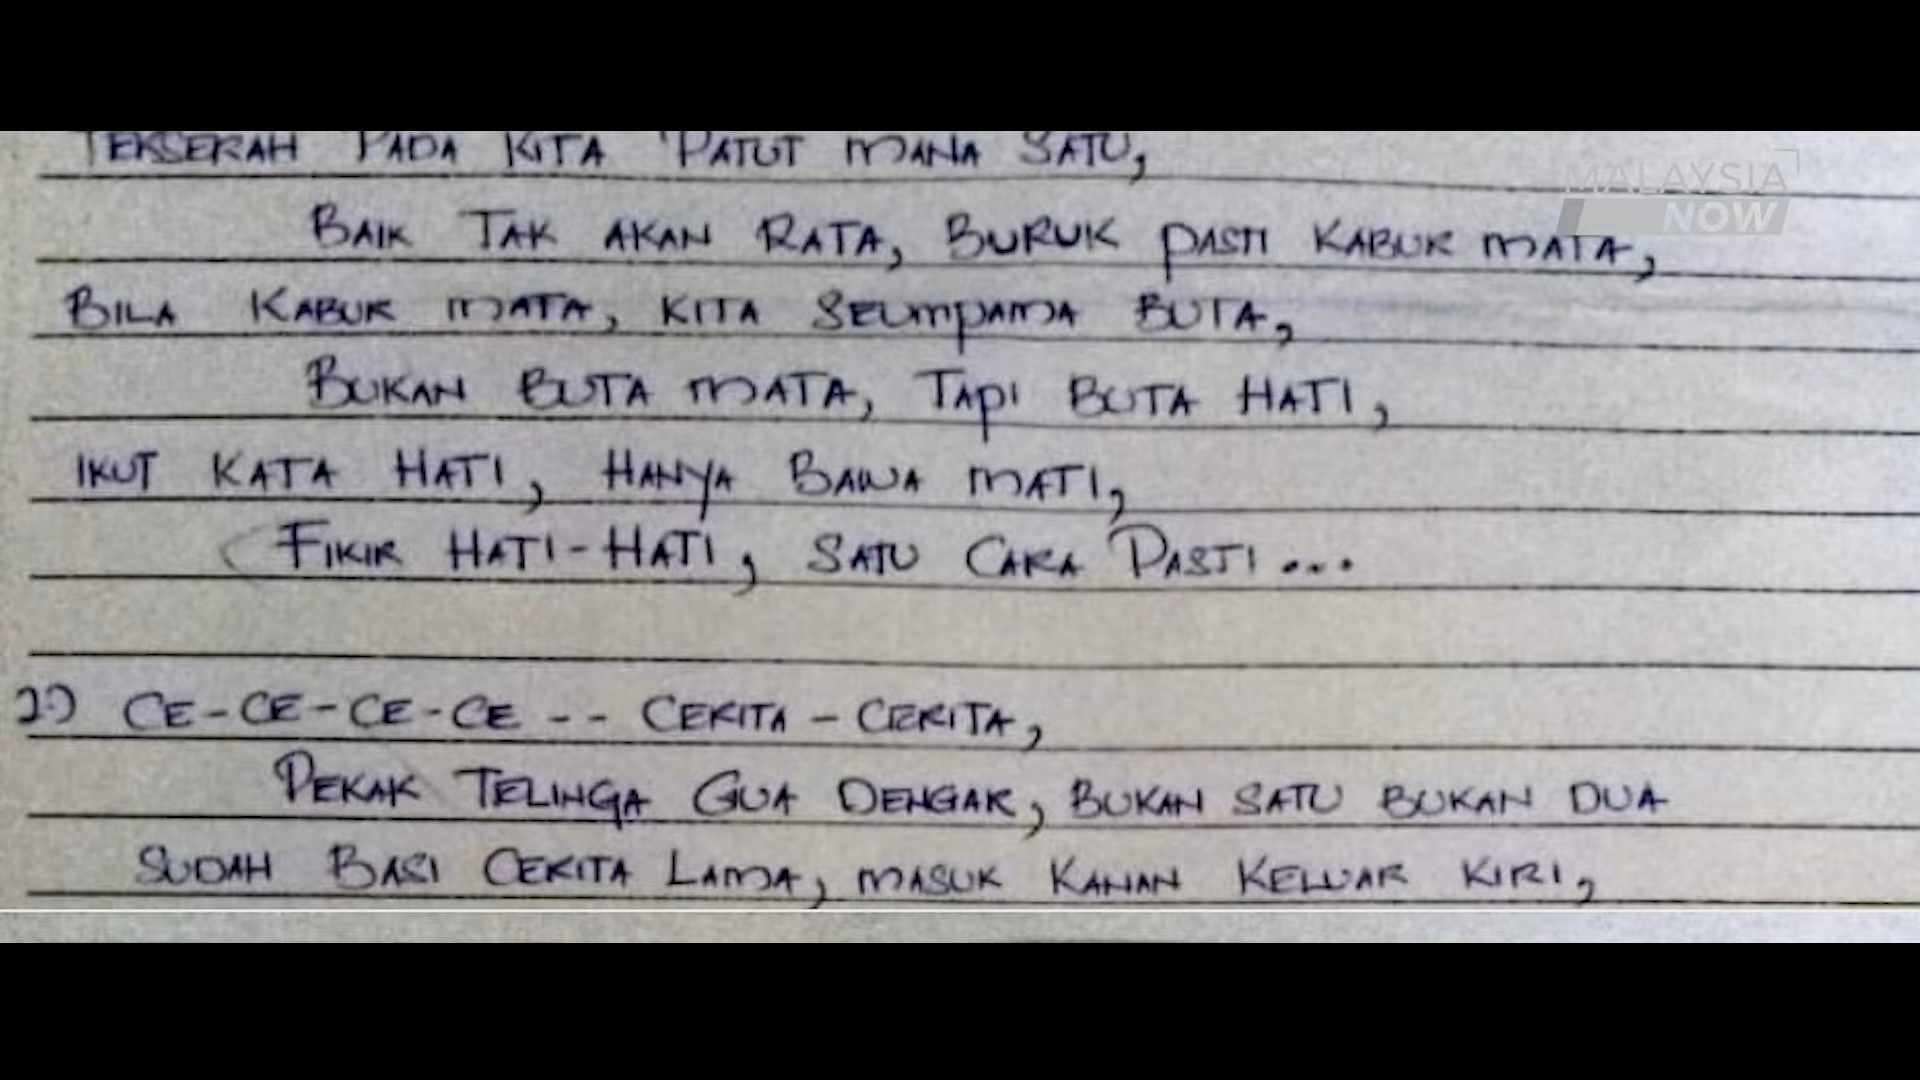 TERSERAH PADA KITA PATUT MANA SATU,
MALAYSIA
NOW
BAIK TAK AKAN RATA, BURUK PASTI KABUR MATA,
BILA KABUR MATA, KITA SEUMPAMA BUTA,
BUKAN BUTA MATA, TAPI BUTA HATI,
IKUT KATA HATI, HANYA BAWA MATI,
FIKIR HATI-HATI, SATU CARA PASTI...
2.) CE-CE-CE-CE -- CERITA - CERITA,
PEKAK TELINGA GUA DENGAR, BUKAN SATU BUKAN DUA
SUDAH BASI CERITA LAMA, MASUK KANAN KELUAR KIRI,